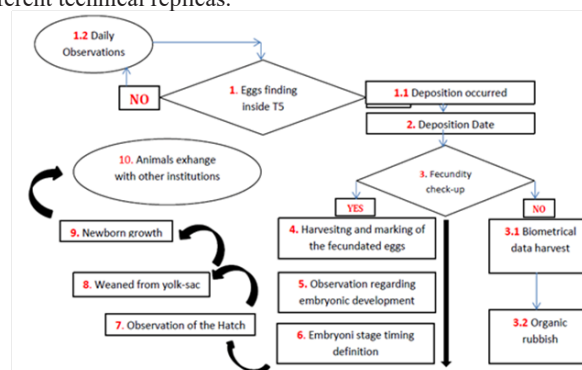 ferent technical replicas.
1.2 Daily
Observations
NO
1. Eggs finding
inside T5
1.1 Deposition occurred
2. Deposition Date
3. Fecundity
check-up
YES
NO
10. Animals exhange
with other institutions
9. Newborn growth
8. Weaned from yolk-sac
7. Observation of the Hatch
4. Harvesitng and marking of
the fecundated eggs
5. Observation regarding
embryonic development
6. Embryoni stage timing
definition
3.1 Biometrical
data harvest
3.2 Organic
rubbish